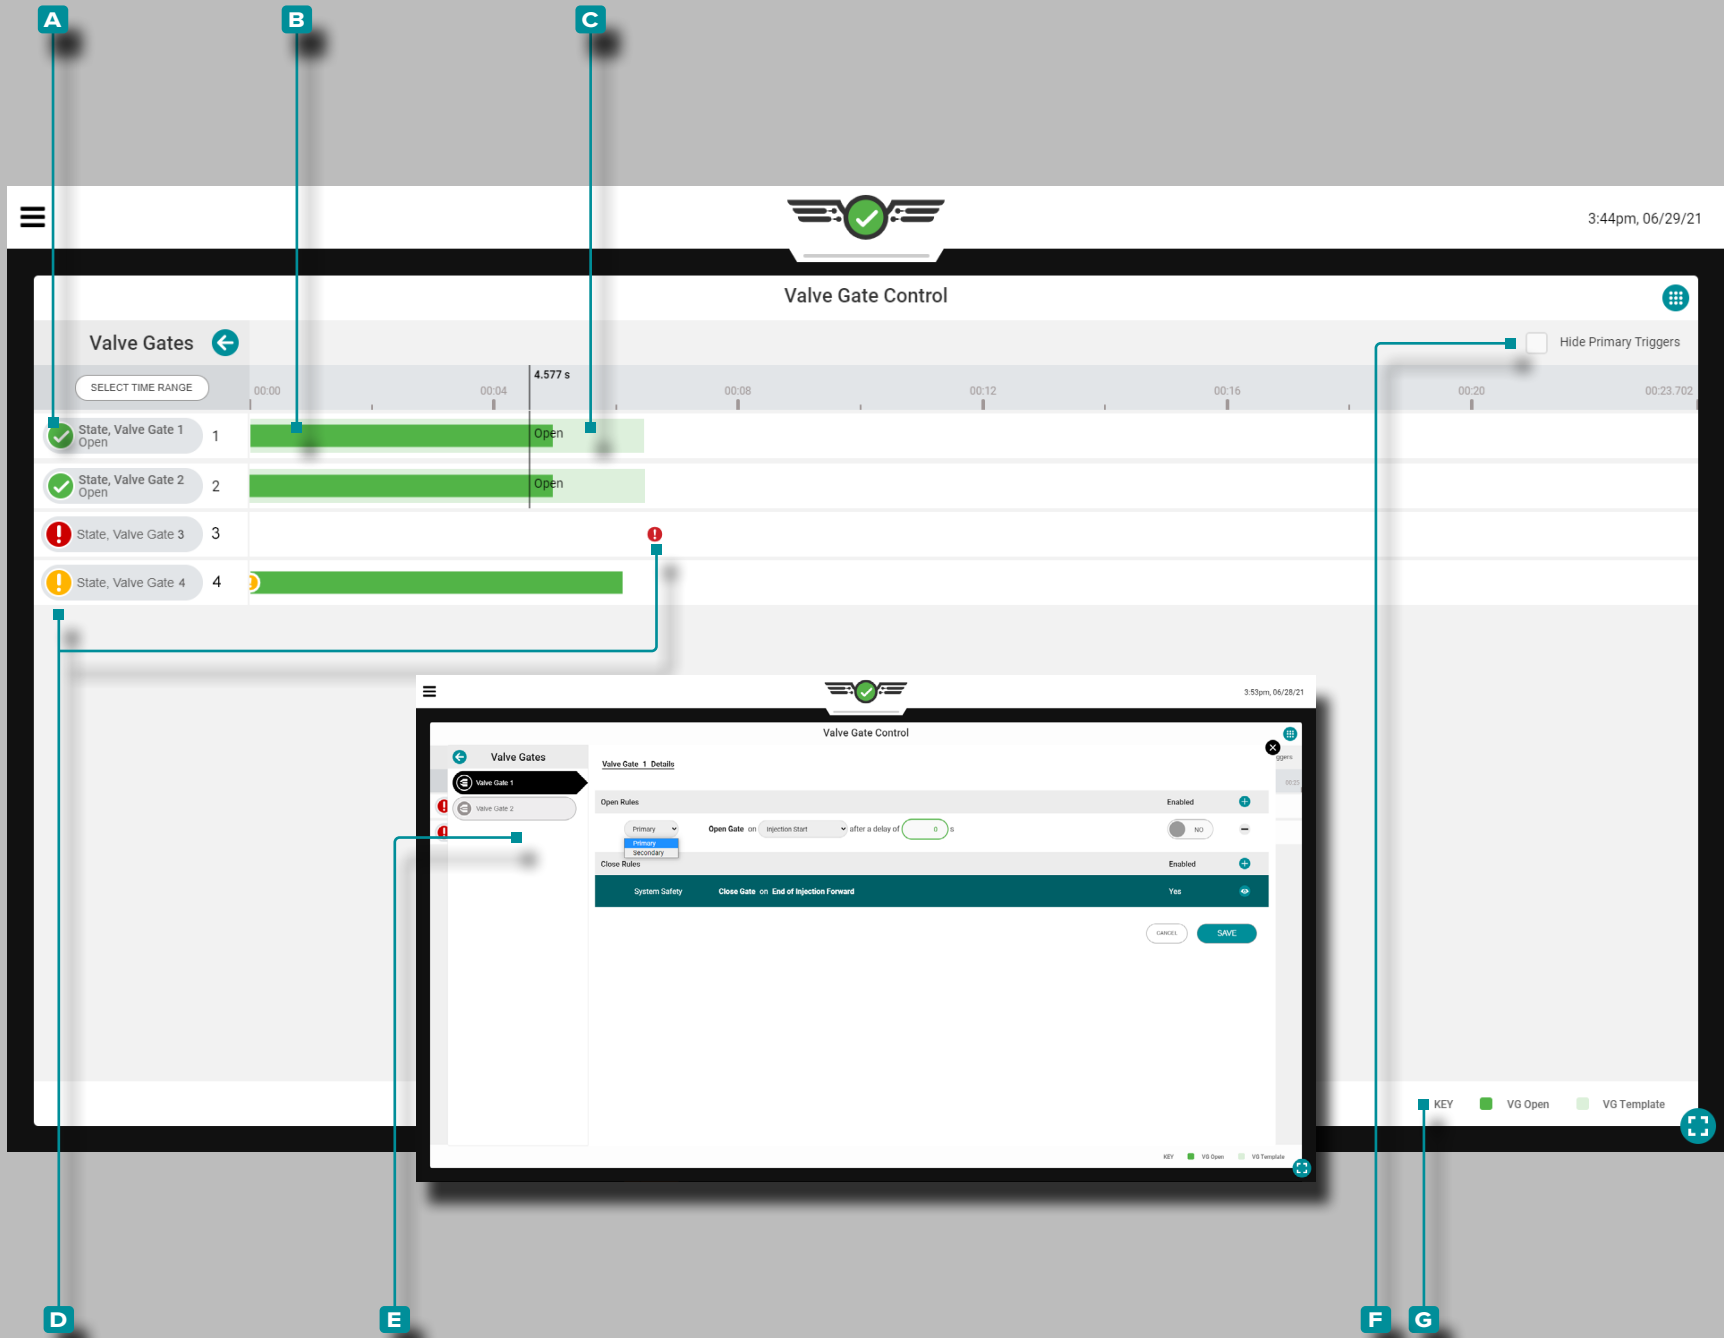 A
B
C
3:44pm, 06/29/21
Valve Gate Control
Valve Gates
Hide Primary Triggers
SELECT TIME RANGE
4.577 s
00:00
00:04
00:08
00:12
00:16
00:20
00:23.702
State, Valve Gate 1
Open
1
Open
State, Valve Gate 2
Open
2
Open
State, Valve Gate 3
3
State, Valve Gate 4
4
3:53pm, 06/28/21
Valve Gate Control
Valve Gates
Valve Gate 1 Details
ggers
00:23
Valve Gate 1
Valve Gate 2
Open Rules
Enabled
Primary
Open Gate on Injection Start after a delay of 0 s
NO
Primary
Secondary
Close Rules
Enabled
System Safety
Close Gate on End of Injection Forward
Yes
CANCEL
SAVE
KEY
VG Open
VG Template
KEY
VG Open
VG Template
D
E
F
G